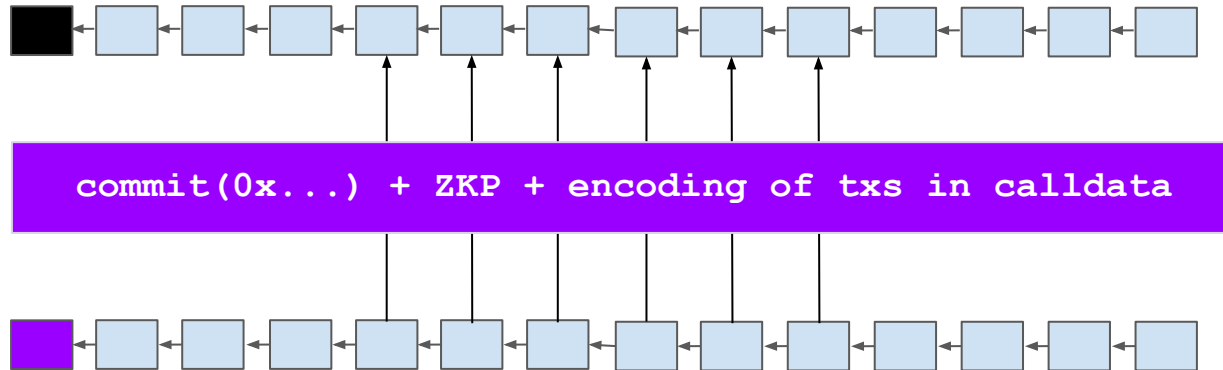 commit(0x...) + ZKP + encoding of txs in calldata